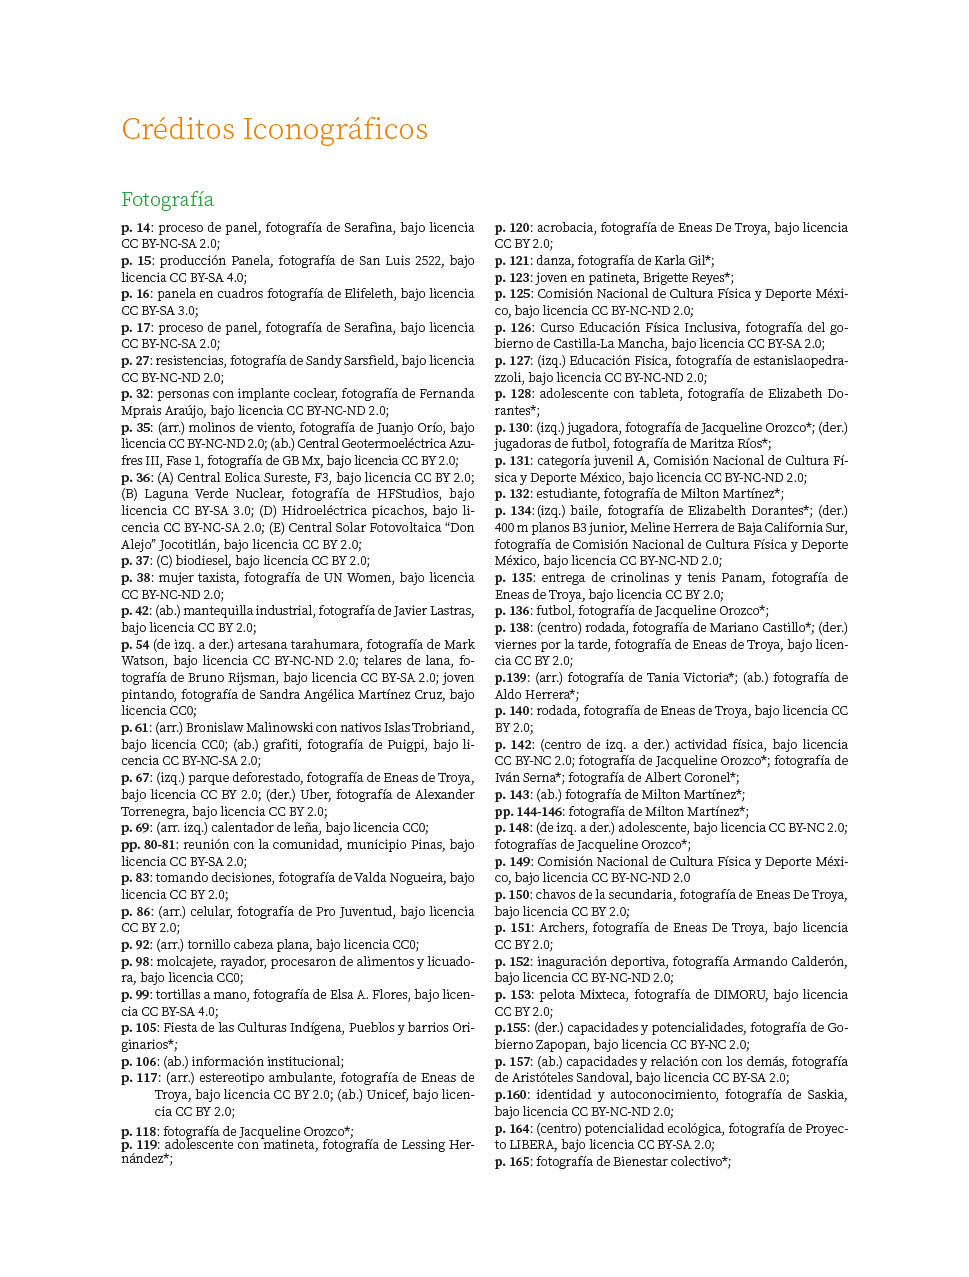 Créditos Iconográficos
Fotografía
p. 14: proceso de panel, fotografía de Serafina, bajo licencia
CC BY-NC-SA 2.0;
p. 15: producción Panela, fotografía de San Luis 2522, bajo
licencia CC BY-SA 4.0;
p. 16: panela en cuadros fotografía de Elifeleth, bajo licencia
CC BY-SA 3.0;
p. 17: proceso de panel, fotografía de Serafina, bajo licencia
CC BY-NC-SA 2.0;
p. 27: resistencias, fotografía de Sandy Sarsfield, bajo licencia
CC BY-NC-ND 2.0;
p. 32: personas con implante coclear, fotografía de Fernanda
Mprais Araújo, bajo licencia CC BY-NC-ND 2.0;
p. 35: (arr.) molinos de viento, fotografía de Juanjo Orío, bajo
licencia CC BY-NC-ND 2.0; (ab.) Central Geotermoeléctrica Azu-
fres III, Fase 1, fotografía de GB Mx, bajo licencia CC BY 2.0;
p. 36: (A) Central Eolica Sureste, F3, bajo licencia CC BY 2.0;
(B) Laguna Verde Nuclear, fotografía de HFStudios, bajo
licencia CC BY-SA 3.0; (D) Hidroeléctrica picachos, bajo li-
cencia CC BY-NC-SA 2.0; (E) Central Solar Fotovoltaica “Don
Alejo” Jocotitlán, bajo licencia CC BY 2.0;
p. 37: (C) biodiesel, bajo licencia CC BY 2.0;
p. 38: mujer taxista, fotografía de UN Women, bajo licencia
CC BY-NC-ND 2.0;
p. 42: (ab.) mantequilla industrial, fotografía de Javier Lastras,
bajo licencia CC BY 2.0;
p. 54 (de izq. a der.) artesana tarahumara, fotografía de Mark
Watson, bajo licencia CC BY-NC-ND 2.0; telares de lana, fo-
tografía de Bruno Rijsman, bajo licencia CC BY-SA 2.0; joven
pintando, fotografía de Sandra Angélica Martínez Cruz, bajo
licencia CC0;
p. 61: (arr.) Bronislaw Malinowski con nativos Islas Trobriand,
bajo licencia CC0; (ab.) grafiti, fotografía de Puigpi, bajo li-
cencia CC BY-NC-SA 2.0;
p. 67: (izq.) parque deforestado, fotografía de Eneas de Troya,
bajo licencia CC BY 2.0; (der.) Uber, fotografía de Alexander
Torrenegra, bajo licencia CC BY 2.0;
p. 69: (arr. izq.) calentador de leña, bajo licencia CC0;
pp. 80-81: reunión con la comunidad, municipio Pinas, bajo
licencia CC BY-SA 2.0;
p. 83: tomando decisiones, fotografía de Valda Nogueira, bajo
licencia CC BY 2.0;
p. 86: (arr.) celular, fotografía de Pro Juventud, bajo licencia
CC BY 2.0;
p. 92: (arr.) tornillo cabeza plana, bajo licencia CC0;
p. 98: molcajete, rayador, procesaron de alimentos y licuado-
ra, bajo licencia CC0;
p. 99: tortillas a mano, fotografía de Elsa A. Flores, bajo licen-
cia CC BY-SA 4.0;
p. 105: Fiesta de las Culturas Indígena, Pueblos y barrios Ori-
ginarios*;
p. 106: (ab.) información institucional;
p. 117: (arr.) estereotipo ambulante, fotografía de Eneas de
Troya, bajo licencia CC BY 2.0; (ab.) Unicef, bajo licen-
cia CC BY 2.0;
p. 118: fotografía de Jacqueline Orozco*;
p. 119: adolescente con matineta, fotografía de Lessing Her-
nández*;
p. 120: acrobacia, fotografía de Eneas De Troya, bajo licencia
CC BY 2.0;
p. 121: danza, fotografía de Karla Gil*;
p. 123: joven en patineta, Brigette Reyes*;
p. 125: Comisión Nacional de Cultura Física y Deporte Méxi-
co, bajo licencia CC BY-NC-ND 2.0;
p. 126: Curso Educación Física Inclusiva, fotografía del go-
bierno de Castilla-La Mancha, bajo licencia CC BY-SA 2.0;
p. 127: (izq.) Educación Fisica, fotografía de estanislaopedra-
zzoli, bajo licencia CC BY-NC-ND 2.0;
p. 128: adolescente con tableta, fotografía de Elizabeth Do-
rantes*;
p. 130: (izq.) jugadora, fotografía de Jacqueline Orozco*; (der.)
jugadoras de futbol, fotografía de Maritza Ríos*;
p. 131: categoría juvenil A, Comisión Nacional de Cultura Fí-
sica y Deporte México, bajo licencia CC BY-NC-ND 2.0;
p. 132: estudiante, fotografía de Milton Martínez*;
p. 134: (izq.) baile, fotografía de Elizabelth Dorantes*; (der.)
400 m planos B3 junior, Meline Herrera de Baja California Sur,
fotografía de Comisión Nacional de Cultura Física y Deporte
México, bajo licencia CC BY-NC-ND 2.0;
p. 135: entrega de crinolinas y tenis Panam, fotografía de
Eneas de Troya, bajo licencia CC BY 2.0;
p. 136: futbol, fotografía de Jacqueline Orozco*;
p. 138: (centro) rodada, fotografía de Mariano Castillo*; (der.)
viernes por la tarde, fotografía de Eneas de Troya, bajo licen-
cia CC BY 2.0;
p.139: (arr.) fotografía de Tania Victoria*; (ab.) fotografía de
Aldo Herrera*;
p. 140: rodada, fotografía de Eneas de Troya, bajo licencia CC
BY 2.0;
p. 142: (centro de izq. a der.) actividad física, bajo licencia
CC BY-NC 2.0; fotografía de Jacqueline Orozco*; fotografía de
Iván Serna*; fotografía de Albert Coronel*;
p. 143: (ab.) fotografía de Milton Martínez*;
pp. 144-146: fotografía de Milton Martínez*;
p. 148: (de izq. a der.) adolescente, bajo licencia CC BY-NC 2.0;
fotografías de Jacqueline Orozco*;
p. 149: Comisión Nacional de Cultura Física y Deporte Méxi-
co, bajo licencia CC BY-NC-ND 2.0
p. 150: chavos de la secundaria, fotografía de Eneas De Troya,
bajo licencia CC BY 2.0;
p. 151: Archers, fotografía de Eneas De Troya, bajo licencia
CC BY 2.0;
p. 152: inaguración deportiva, fotografía Armando Calderón,
bajo licencia CC BY-NC-ND 2.0;
p. 153: pelota Mixteca, fotografía de DIMORU, bajo licencia
CC BY 2.0;
p.155: (der.) capacidades y potencialidades, fotografía de Go-
bierno Zapopan, bajo licencia CC BY-NC 2.0;
p. 157: (ab.) capacidades y relación con los demás, fotografía
de Aristóteles Sandoval, bajo licencia CC BY-SA 2.0;
p.160: identidad y autoconocimiento, fotografía de Saskia,
bajo licencia CC BY-NC-ND 2.0;
p. 164: (centro) potencialidad ecológica, fotografía de Proyec-
to LIBERA, bajo licencia CC BY-SA 2.0;
p. 165: fotografía de Bienestar colectivo*;